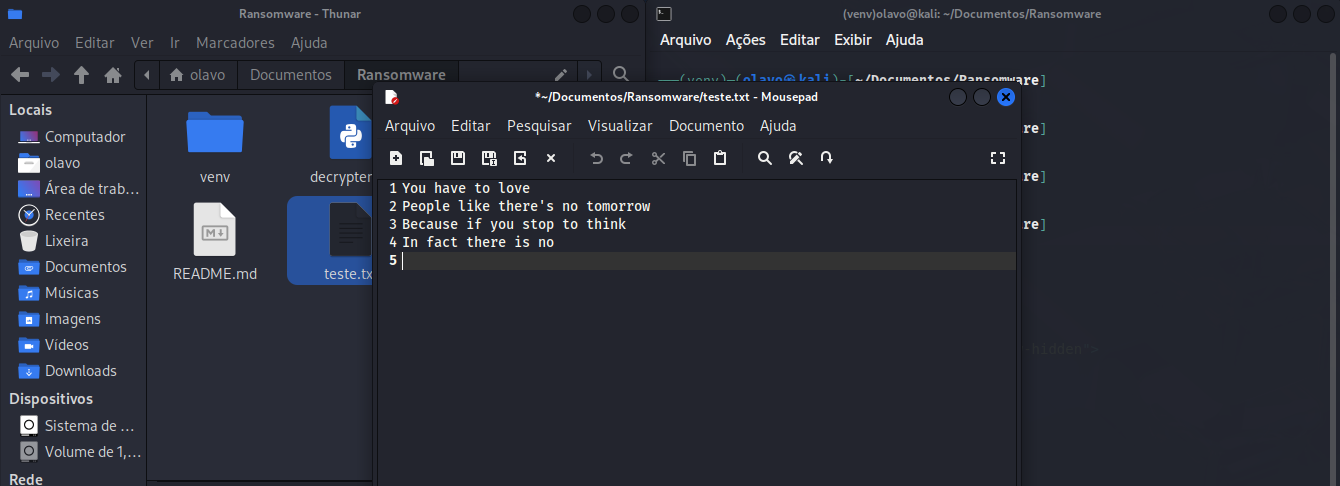 Ransomware - Thunar
Arquivo Editar Ver Ir Marcadores Ajuda
olavo Documentos Ransomware
Locais
Computador
olavo
Área de trab...
Recentes
Lixeira
Documentos
Músicas
Imagens
Vídeos
Downloads
Dispositivos
Sistema de ...
Volume de 1,...
Rede
venv
decrypter
README.md
teste.tx
(venv)olavo@kali: ~/Documentos/Ransomware
Arquivo Ações Editar Exibir Ajuda
(venv)-(olavo㉿kali)-[~/Documentos/Ransomware]
re]
re]
re]
-hidden">
*~/Documentos/Ransomware/teste.txt - Mousepad
Arquivo Editar Pesquisar Visualizar Documento Ajuda
1 You have to love
2 People like there's no tomorrow
3 Because if you stop to think
4 In fact there is no
5